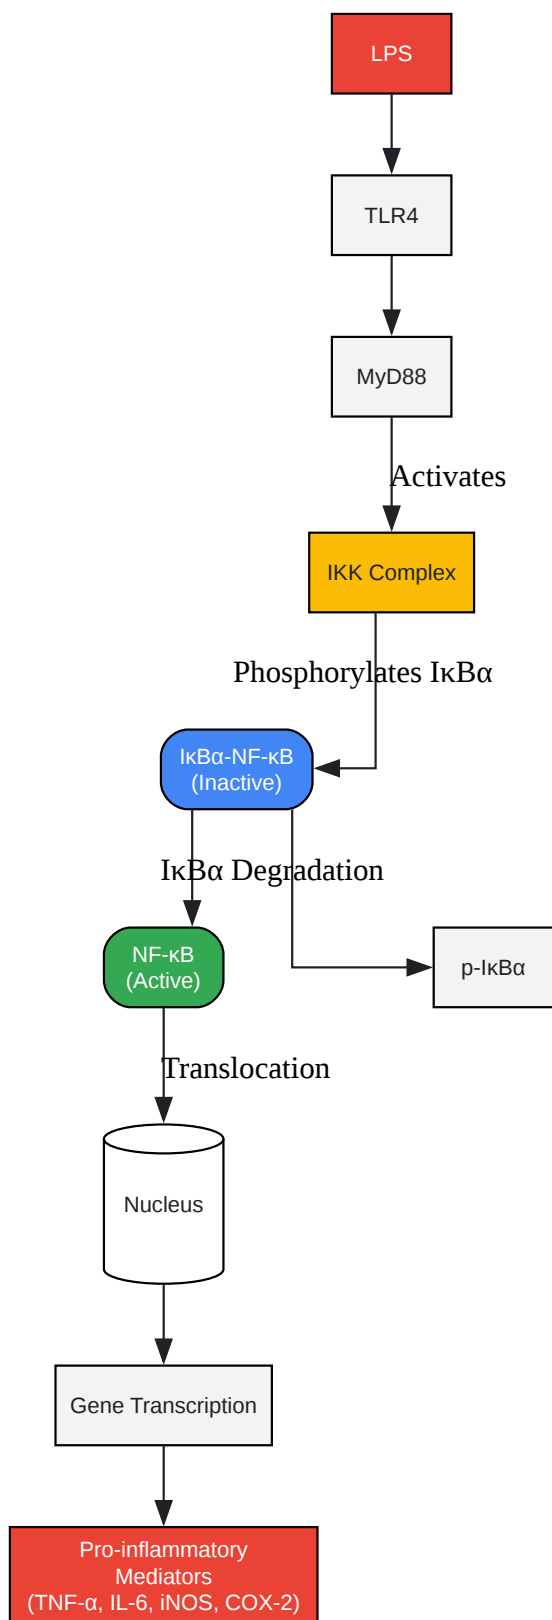 LPS
TLR4
MyD88
Activates
IKK Complex
Phosphorylates IκBα
IκBα-NF-κB
(Inactive)
IκBα Degradation
NF-κB
(Active)
p-IκBα
Translocation
Nucleus
Gene Transcription
Pro-inflammatory
Mediators
(TNF-α, IL-6, iNOS, COX-2)